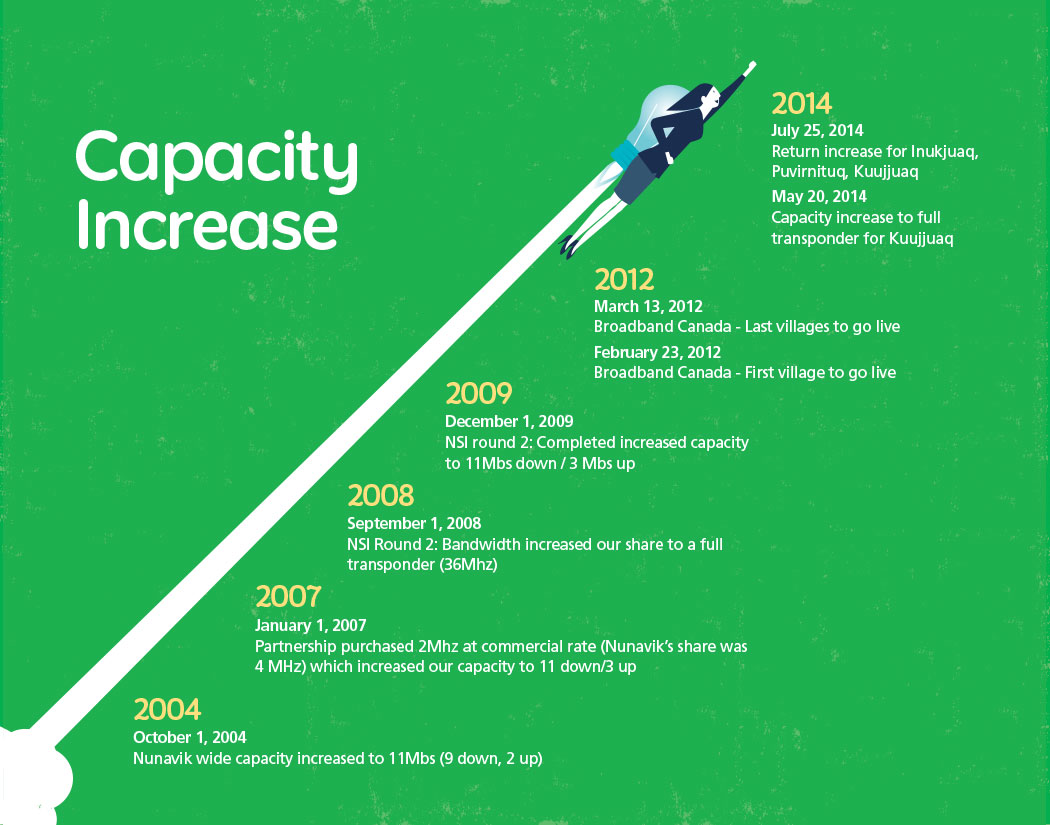 Capacity
Increase
2014
July 25, 2014
Return increase for Inukjuaq,
Puvirnituq, Kuujjuaq
May 20, 2014
Capacity increase to full
transponder for Kuujjuaq
2012
March 13, 2012
Broadband Canada - Last villages to go live
February 23, 2012
Broadband Canada - First village to go live
2009
December 1, 2009
NSI round 2: Completed increased capacity
to 11Mbs down / 3 Mbs up
2008
September 1, 2008
NSI Round 2: Bandwidth increased our share to a full
transponder (36Mhz)
2007
January 1, 2007
Partnership purchased 2Mhz at commercial rate (Nunavik's share was
4 MHz) which increased our capacity to 11 down/3 up
2004
October 1, 2004
Nunavik wide capacity increased to 11Mbs (9 down, 2 up)